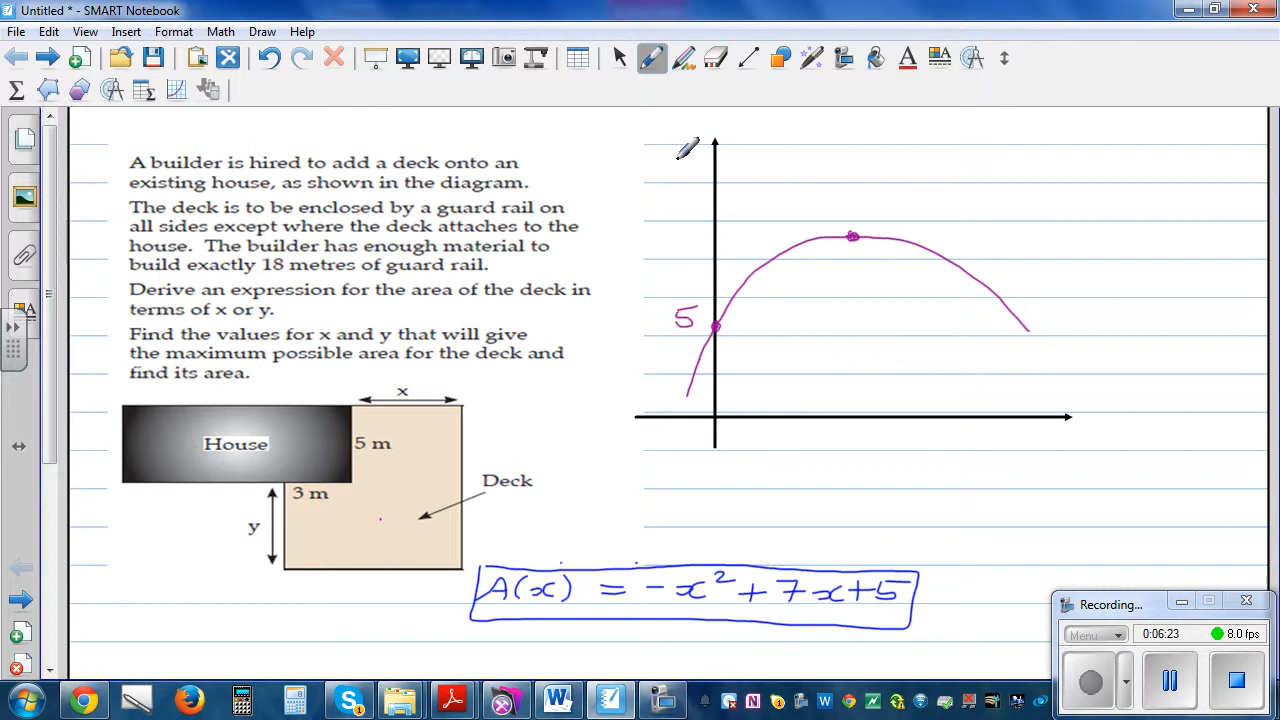 Untitled * - SMART Notebook
File Edit View Insert Format Math Draw Help
A builder is hired to add a deck onto an
existing house, as shown in the diagram.
The deck is to be enclosed by a guard rail on
all sides except where the deck attaches to the
house. The builder has enough material to
build exactly 18 metres of guard rail.
Derive an expression for the area of the deck in
terms of x or y.
Find the values for x and y that will give
the maximum possible area for the deck and
find its area.
x
House
5 m
3 m
Deck
y
5
A(x) = -x² + 7x + 5
Recording...
Menu
0:06:23
8.0 fps